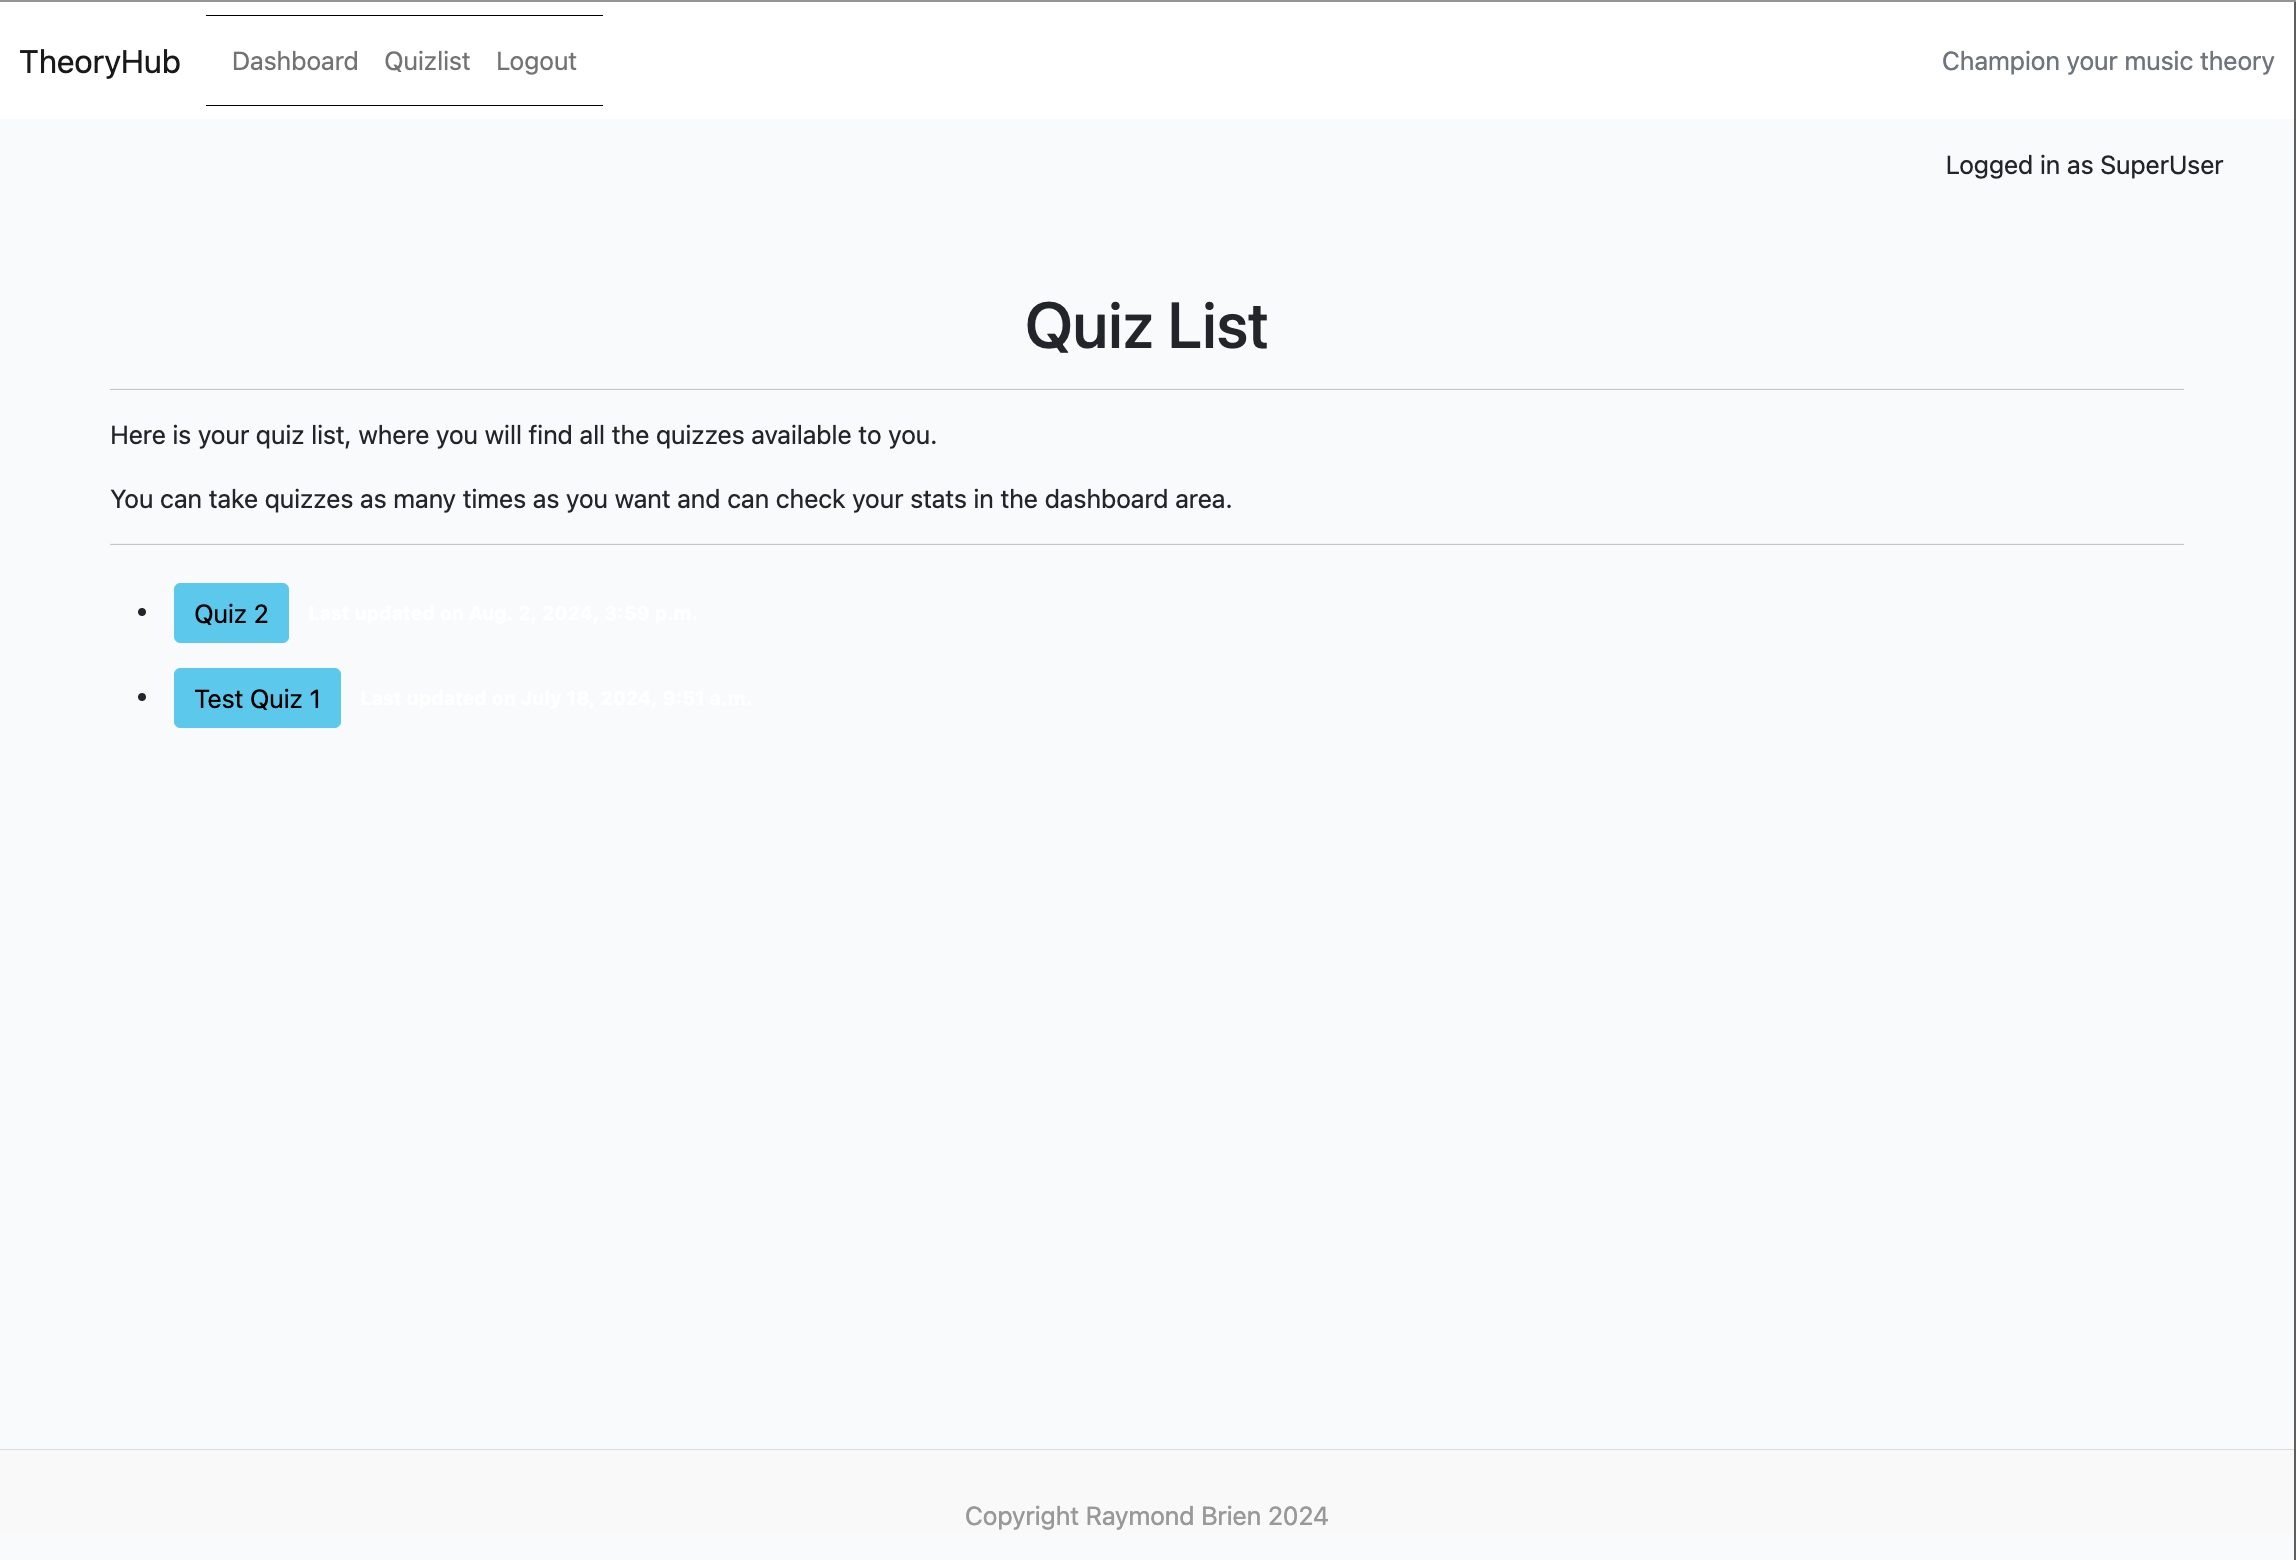 TheoryHub Dashboard Quizlist Logout Champion your music theory
Logged in as SuperUser
Quiz List
Here is your quiz list, where you will find all the quizzes available to you.
You can take quizzes as many times as you want and can check your stats in the dashboard area.
Quiz 2 Last updated on Aug. 2, 2024, 3:59 p.m.
Test Quiz 1 Last updated on July 18, 2024, 9:51 a.m.
Copyright Raymond Brien 2024